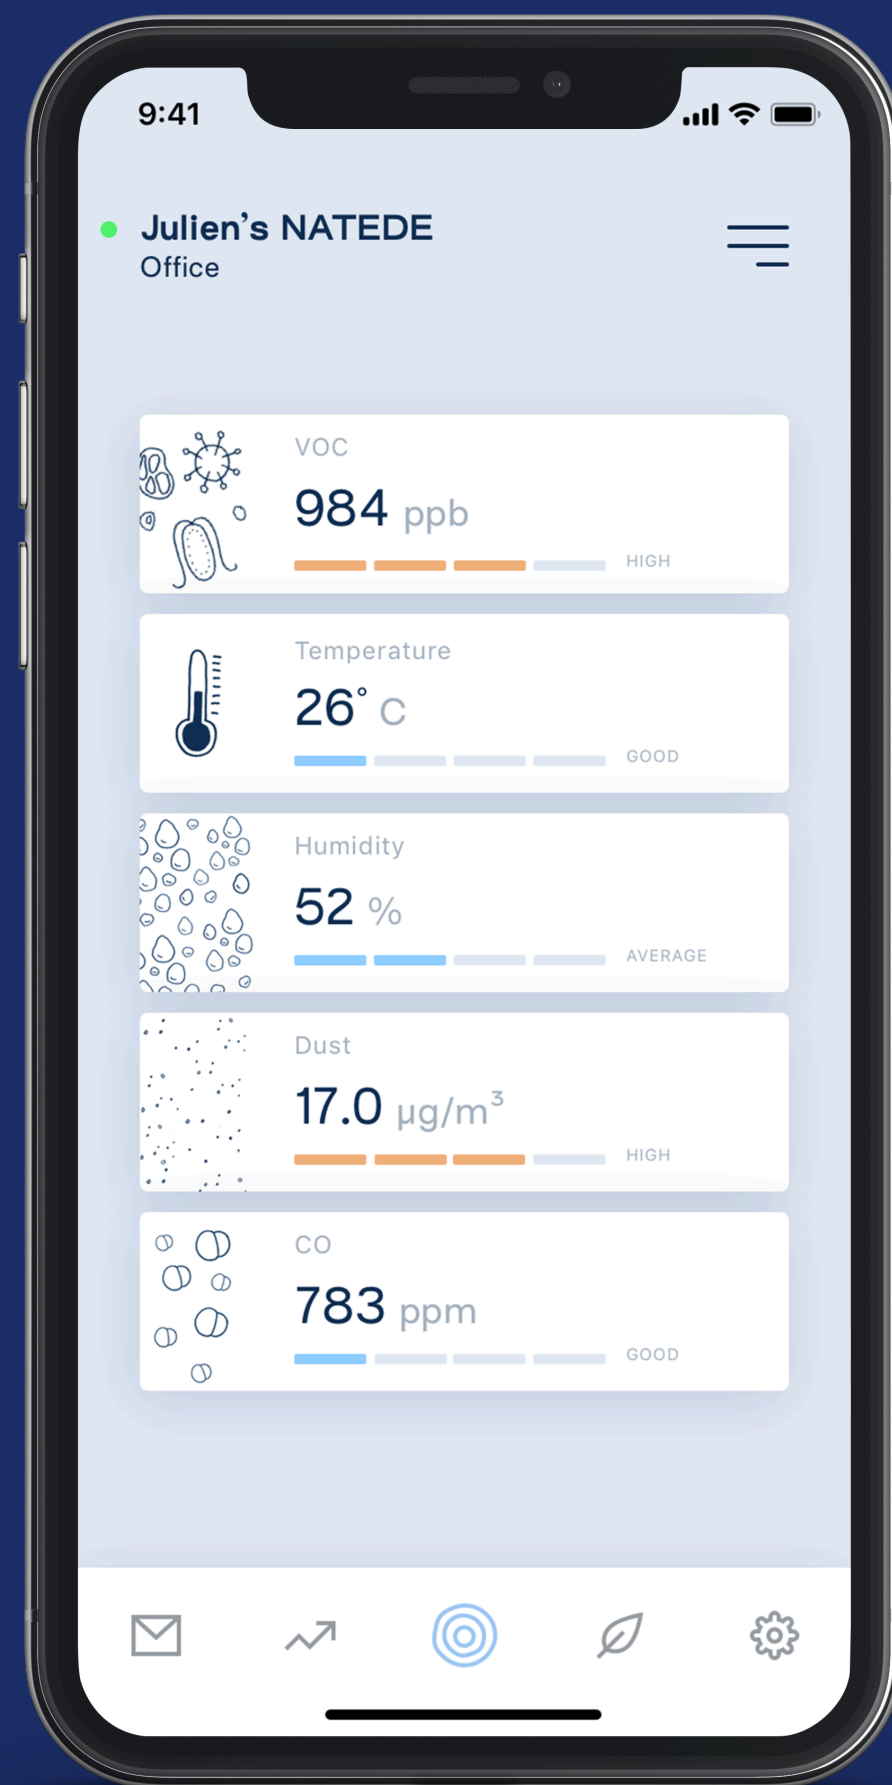 9:41
Julien’s NATEDE
Office
VOC
984 ppb
HIGH
Temperature
26° C
GOOD
Humidity
52 %
AVERAGE
Dust
17.0 µg/m³
HIGH
CO
783 ppm
GOOD